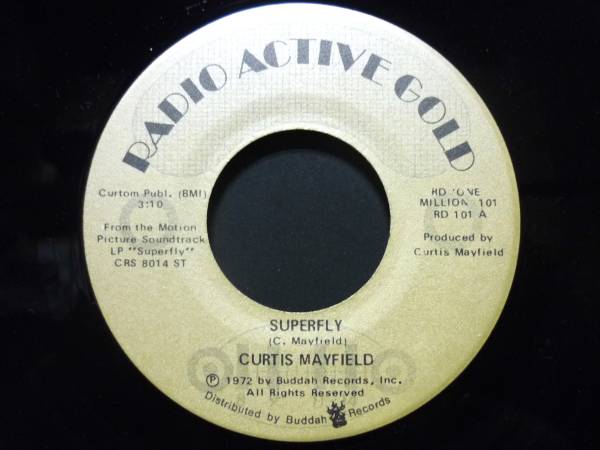 RADIO ACTIVE GOLD
Curtom Publ. (BMI)
3:10
From the Motion
Picture Soundtrack
LP "Superfly"
CRS 8014 ST
RD "ONE
MILLION" 101
RD 101 A
Produced by
Curtis Mayfield
SUPERFLY
(C. Mayfield)
CURTIS MAYFIELD
Ⓟ 1972 by Buddah Records, Inc.
All Rights Reserved
Distributed by Buddah Records